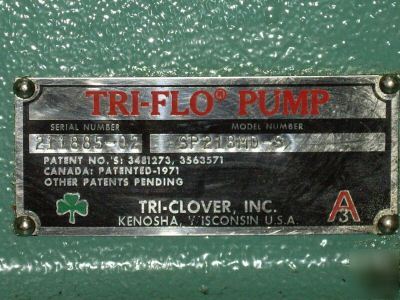 TRI-FLO® PUMP
SERIAL NUMBER MODEL NUMBER
211885-02 SP218MD-S
PATENT NO.'S: 3481273, 3563571
CANADA: PATENTED-1971
OTHER PATENTS PENDING
TRI-CLOVER, INC.
KENOSHA, WISCONSIN U.S.A.
A
3